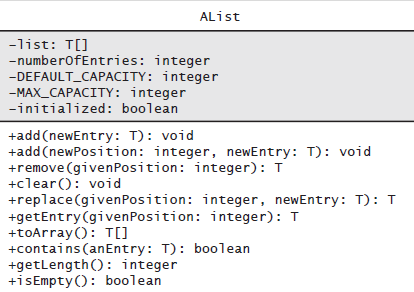 AList
-list: T[]
-numberOfEntries: integer
-DEFAULT_CAPACITY: integer
-MAX_CAPACITY: integer
-initialized: boolean
+add(newEntry: T): void
+add(newPosition: integer, newEntry: T): void
+remove(givenPosition: integer): T
+clear(): void
+replace(givenPosition: integer, newEntry: T): T
+getEntry(givenPosition: integer): T
+toArray(): T[]
+contains(anEntry: T): boolean
+getLength(): integer
+isEmpty(): boolean